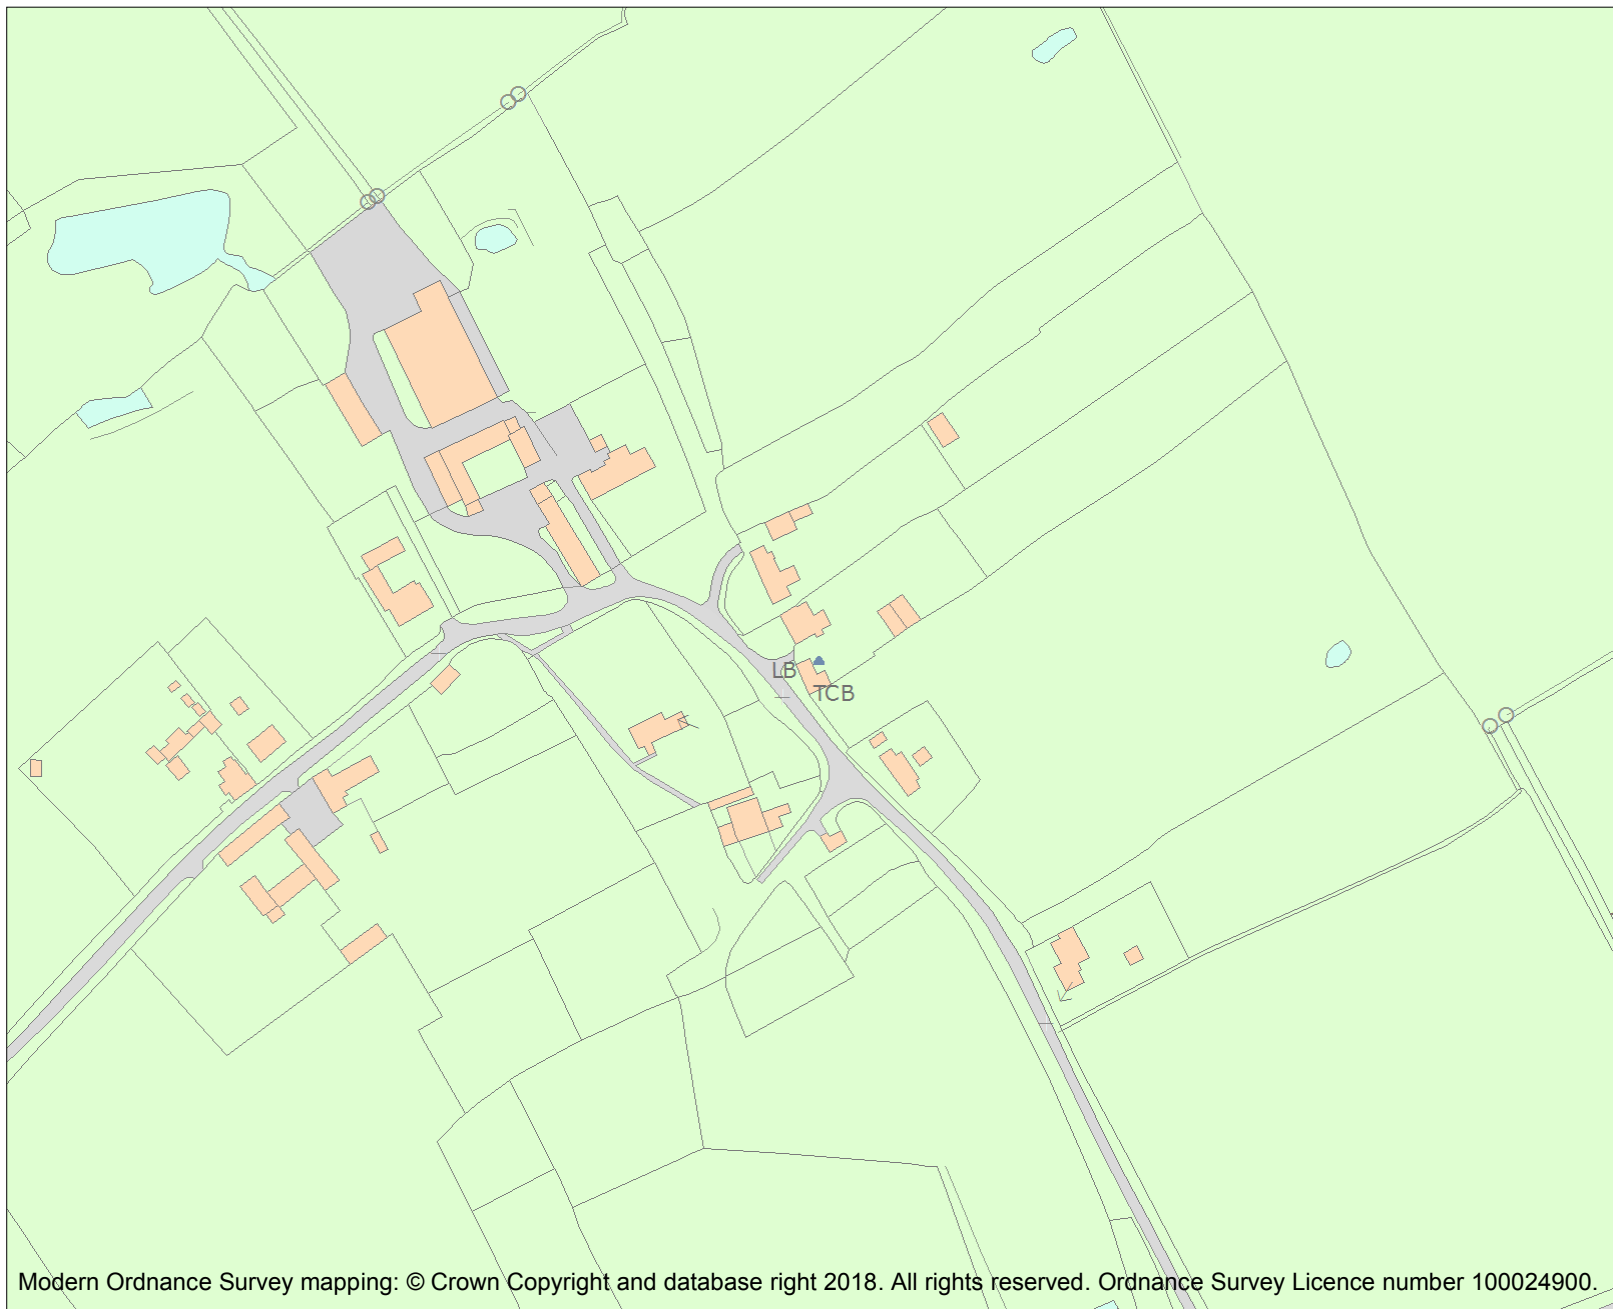 LB
TCB
Modern Ordnance Survey mapping: © Crown Copyright and database right 2018. All rights reserved. Ordnance Survey Licence number 100024900.